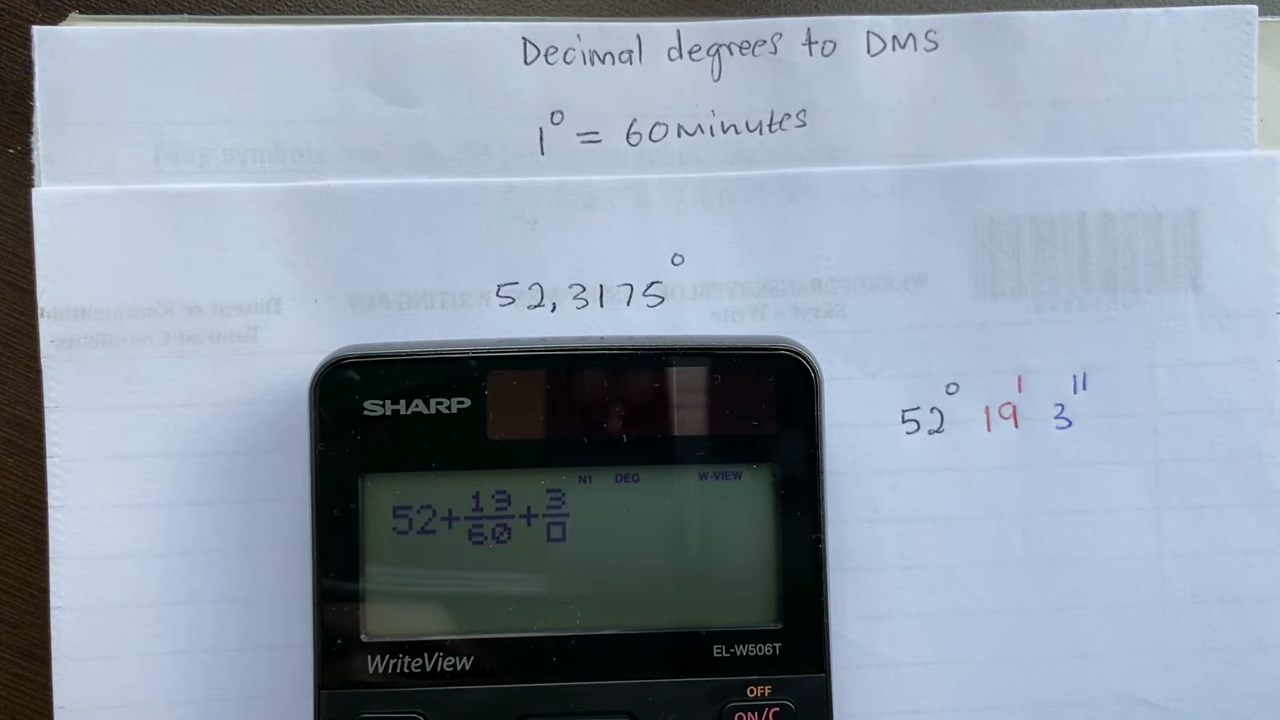 Decimal degrees to DMS
1° = 60 minutes
52,3175°
52° 19' 3''
SHARP
N1 DEG W-VIEW
52+19/60+3/□
WriteView EL-W506T
OFF
ON/C